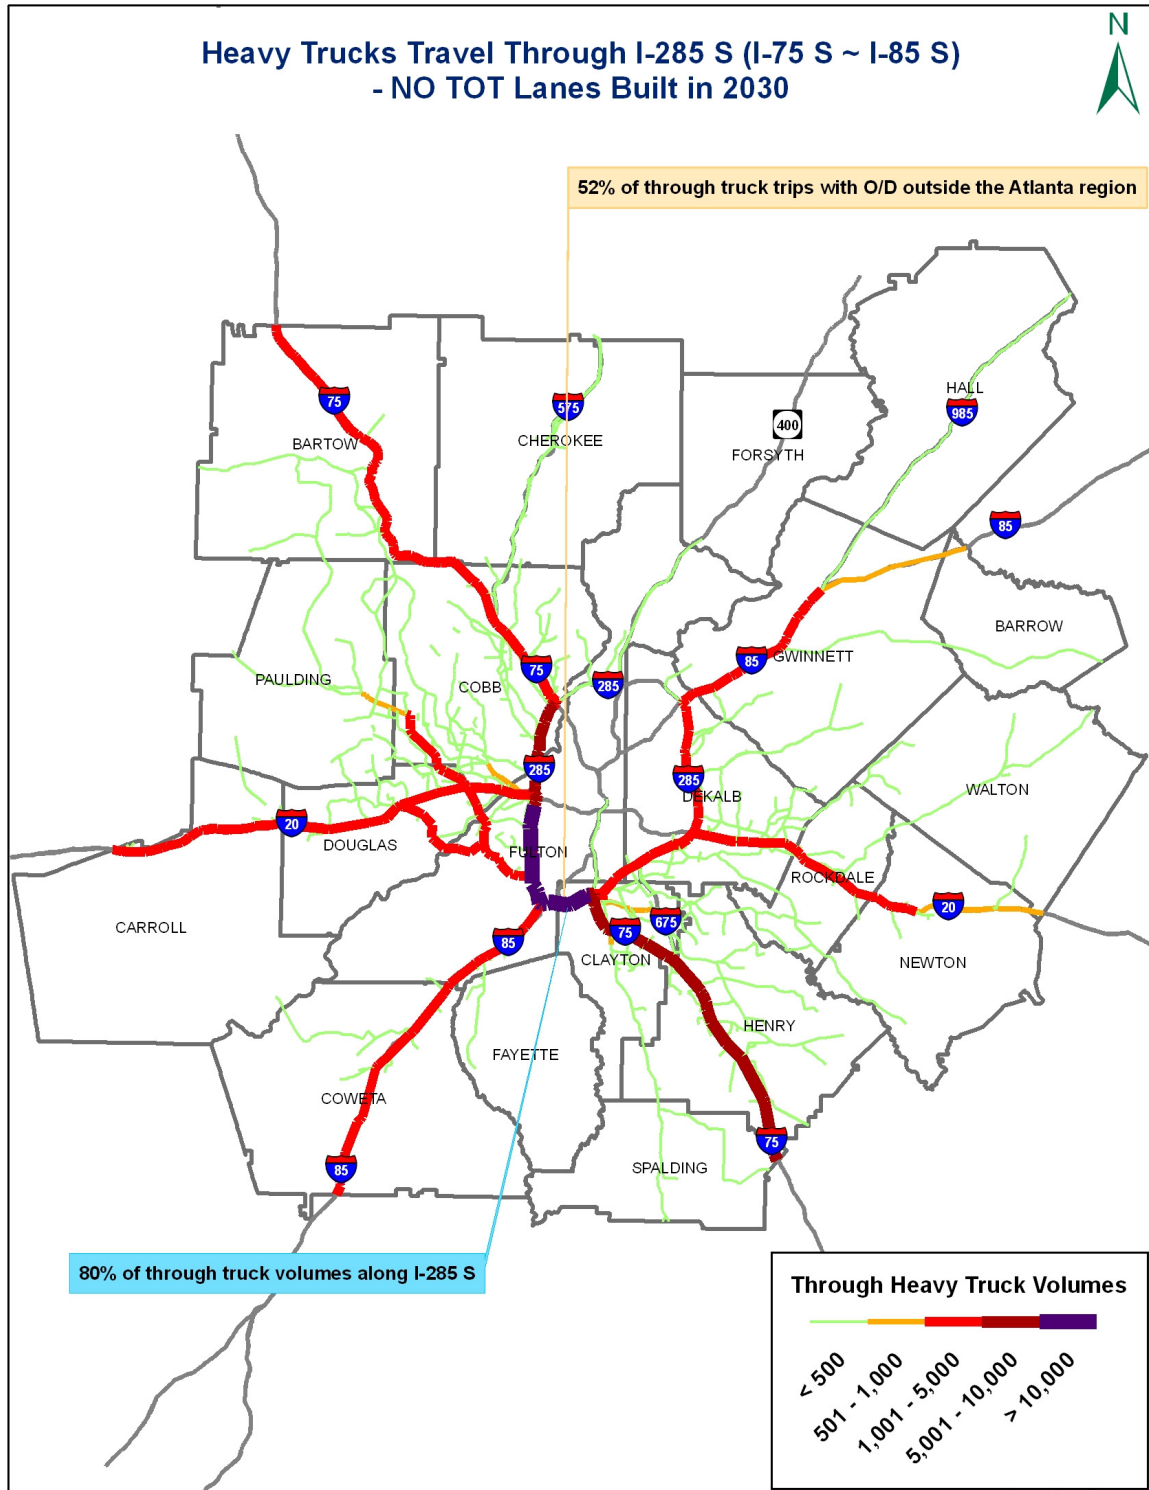 N
Heavy Trucks Travel Through I-285 S (I-75 S ~ I-85 S)
- NO TOT Lanes Built in 2030
52% of through truck trips with O/D outside the Atlanta region
75
BARTOW
575
CHEROKEE
400
FORSYTH
HALL
985
85
BARROW
85
GWINNETT
PAULDING
COBB
75
285
285
285
DEKALB
WALTON
20
DOUGLAS
FULTON
ROCKDALE
20
CARROLL
85
675
75
CLAYTON
NEWTON
HENRY
FAYETTE
COWETA
85
75
SPALDING
80% of through truck volumes along I-285 S
Through Heavy Truck Volumes
< 500
501 - 1,000
1,001 - 5,000
5,001 - 10,000
> 10,000